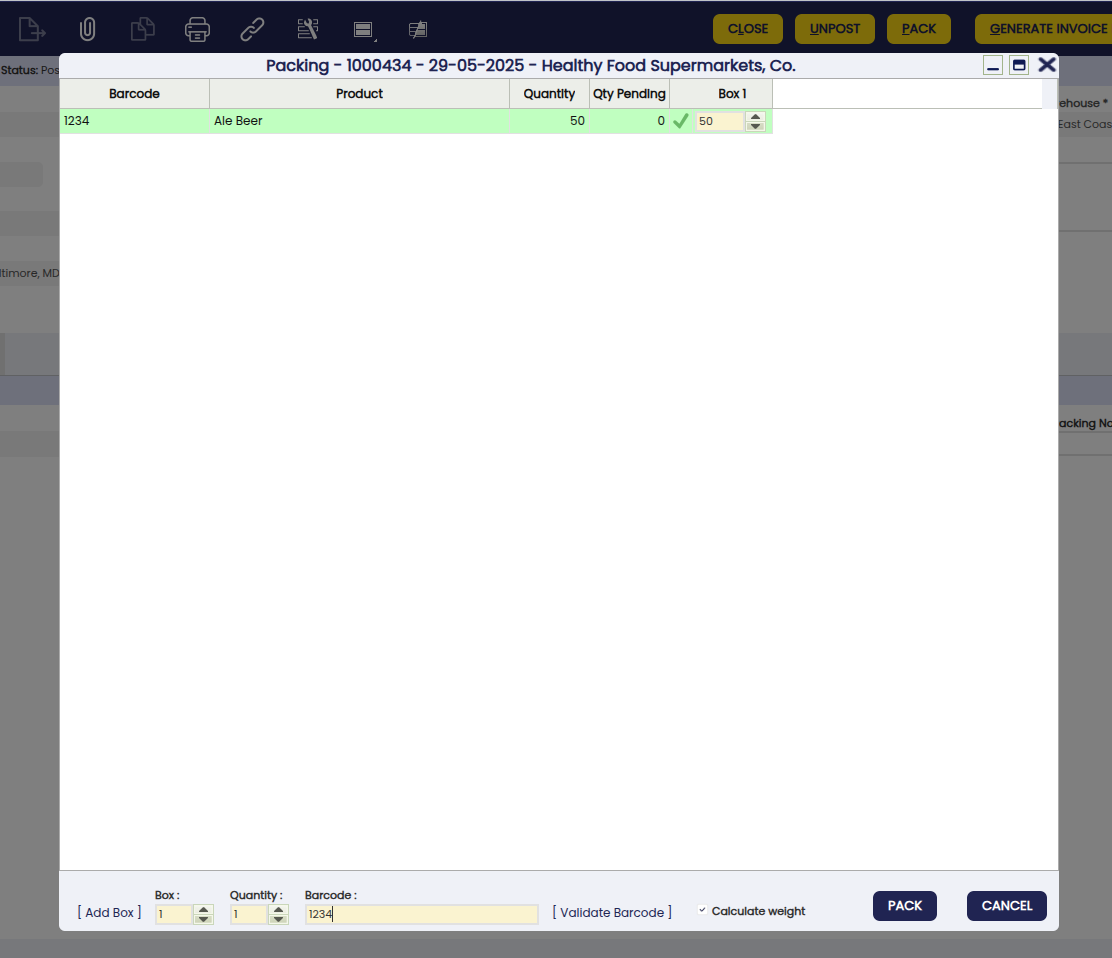 CLOSE UNPOST PACK GENERATE INVOICE
Status: Pos
Packing - 1000434 - 29-05-2025 - Healthy Food Supermarkets, Co.
Barcode Product Quantity Qty Pending Box 1
ehouse *
1234 Ale Beer 50 0 50
East Coas
ltimore, MD
acking No
Box : Quantity : Barcode :
[ Add Box ] 1 1 1234 [ Validate Barcode ] Calculate weight PACK CANCEL